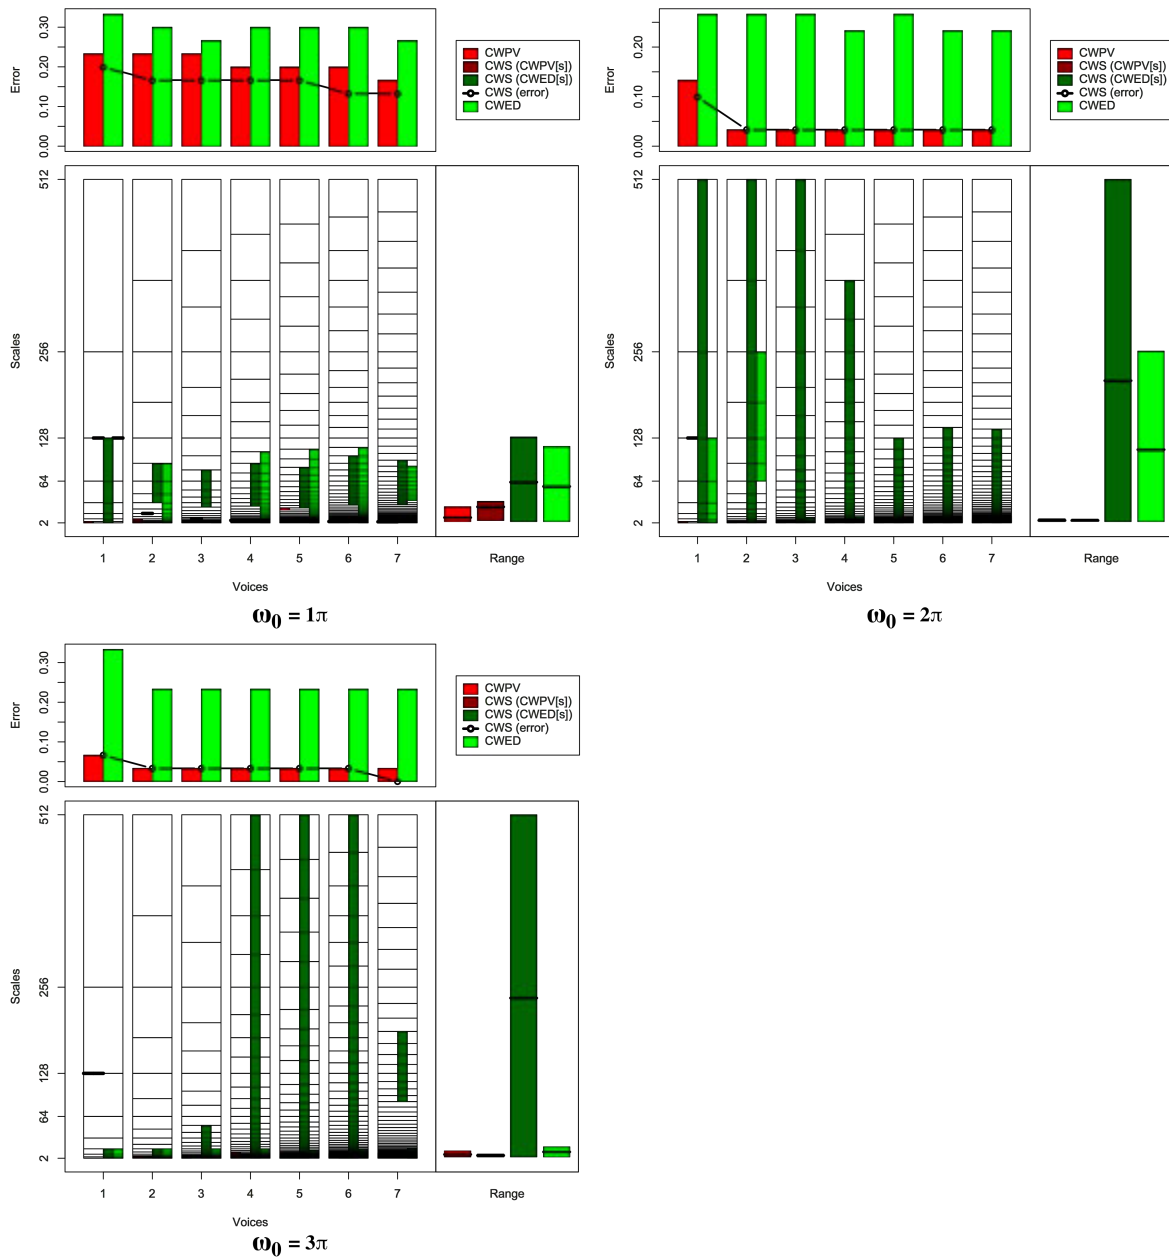 Error
0.00 0.10 0.20 0.30
CWPV
CWS (CWPV[s])
CWS (CWED[s])
CWS (error)
CWED
Scales
2 64 128 256 512
1 2 3 4 5 6 7
Voices
Range
ω0 = 1π
Error
0.00 0.10 0.20
CWPV
CWS (CWPV[s])
CWS (CWED[s])
CWS (error)
CWED
Scales
2 64 128 256 512
1 2 3 4 5 6 7
Voices
Range
ω0 = 2π
Error
0.00 0.10 0.20 0.30
CWPV
CWS (CWPV[s])
CWS (CWED[s])
CWS (error)
CWED
Scales
2 64 128 256 512
1 2 3 4 5 6 7
Voices
Range
ω0 = 3π